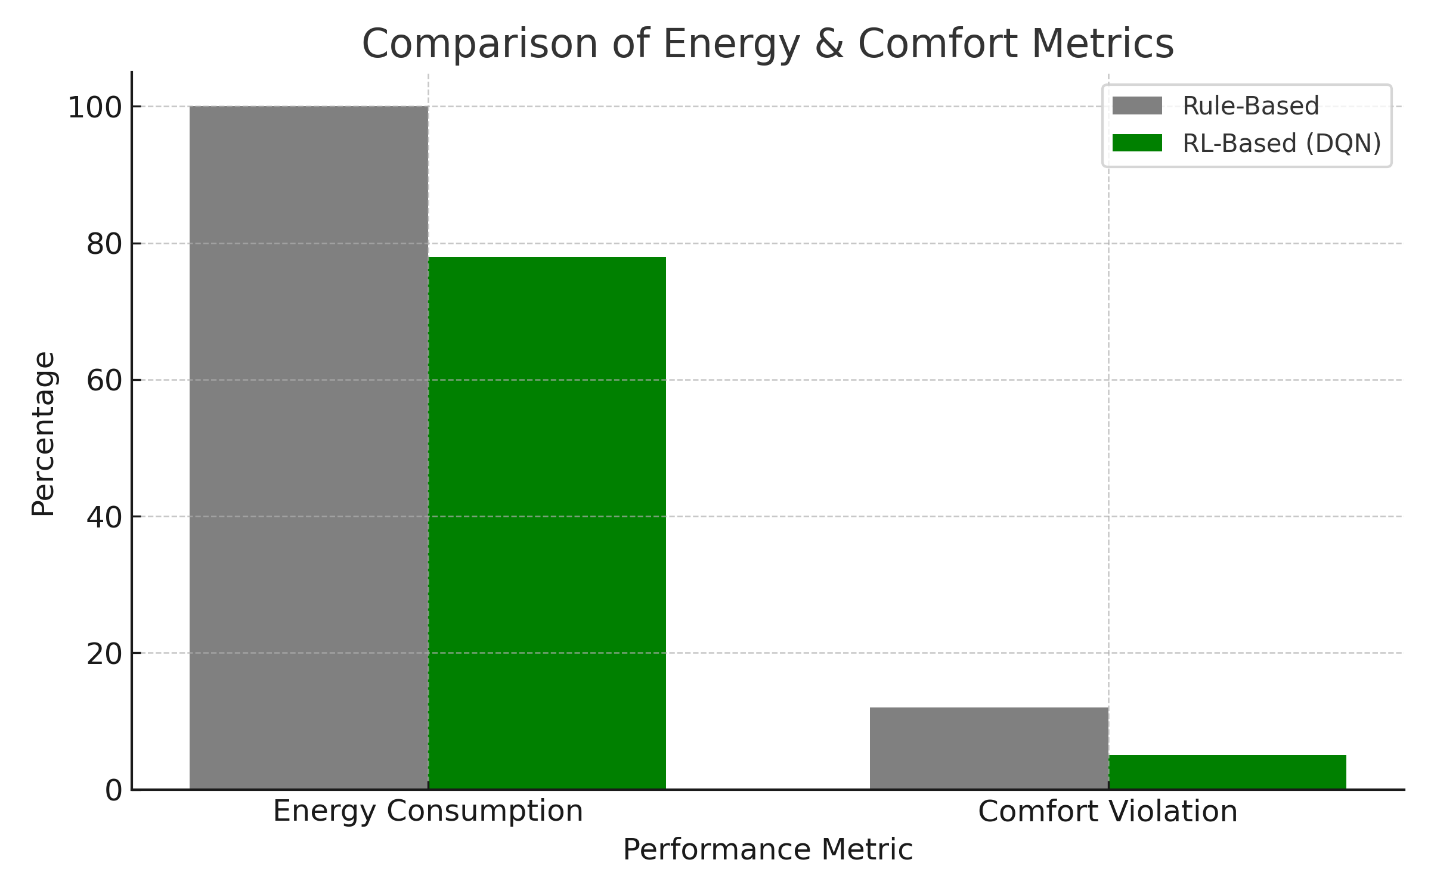 Comparison of Energy & Comfort Metrics
Rule-Based
RL-Based (DQN)
100
80
60
40
20
0
Percentage
Energy Consumption
Comfort Violation
Performance Metric